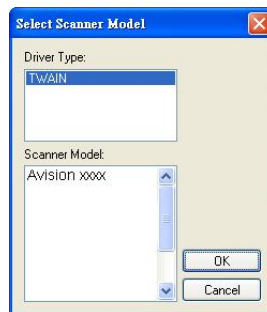 Select Scanner Model
Driver Type:
TWAIN
Scanner Model:
Avision xxxx
OK
Cancel